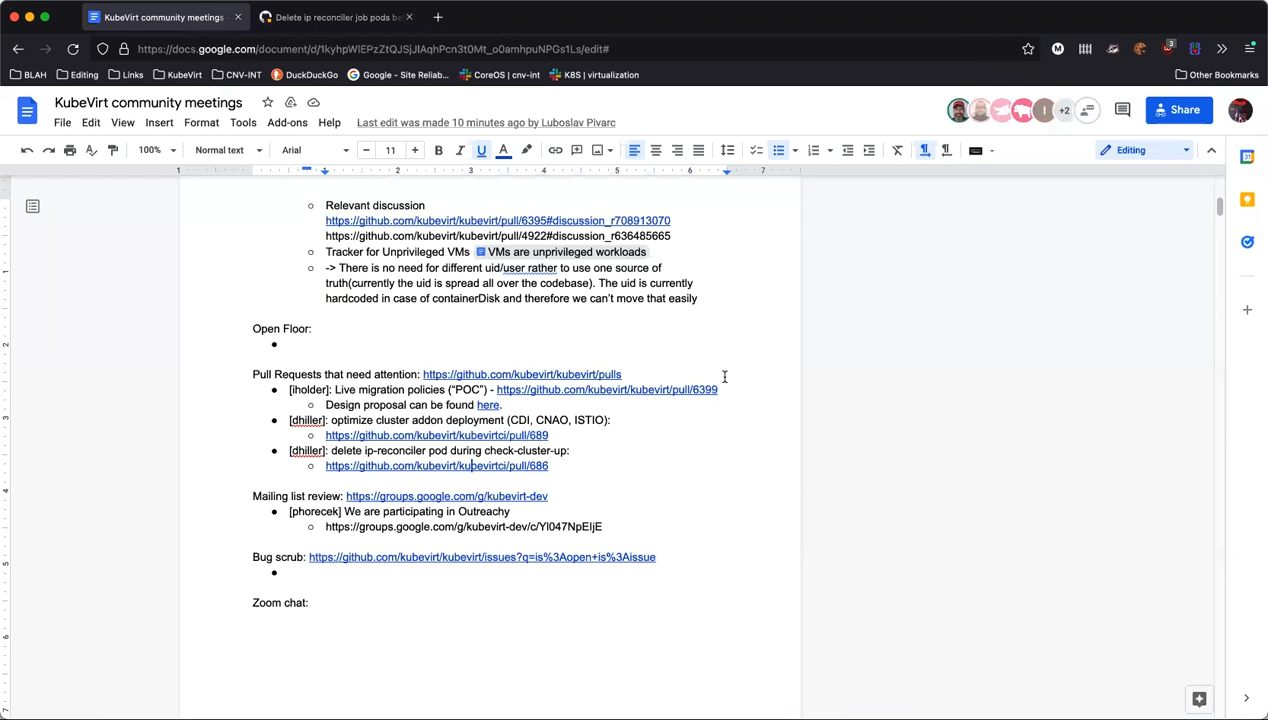 KubeVirt community meetings -
Delete ip reconciler job pods be
https://docs.google.com/document/d/1kyhpWlEPzZtQJSjJIAqhPcn3t0Mt_o0amhpuNPG1Ls/edit#
3
BLAH
Editing
Links
KubeVirt
CNV-INT
DuckDuckGo
Google - Site Reliab...
CoreOS | cnv-int
K8S | virtualization
Other Bookmarks
KubeVirt community meetings
File Edit View Insert Format Tools Add-ons Help
Last edit was made 10 minutes ago by Luboslav Pivarc
I
+2
Share
100%
Normal text
Arial
11
Editing
1 2 3 4 5 6 7
Relevant discussion
https://github.com/kubevirt/kubevirt/pull/6395#discussion_r708913070
https://github.com/kubevirt/kubevirt/pull/4922#discussion_r636485665
Tracker for Unprivileged VMs VMs are unprivileged workloads
-> There is no need for different uid/user rather to use one source of
truth(currently the uid is spread all over the codebase). The uid is currently
hardcoded in case of containerDisk and therefore we can't move that easily
Open Floor:
Pull Requests that need attention: https://github.com/kubevirt/kubevirt/pulls
[iholder]: Live migration policies ("POC") - https://github.com/kubevirt/kubevirt/pull/6399
Design proposal can be found here.
[dhiller]: optimize cluster addon deployment (CDI, CNAO, ISTIO):
https://github.com/kubevirt/kubevirtci/pull/689
[dhiller]: delete ip-reconciler pod during check-cluster-up:
https://github.com/kubevirt/kubevirtci/pull/686
Mailing list review: https://groups.google.com/g/kubevirt-dev
[phorecek] We are participating in Outreachy
https://groups.google.com/g/kubevirt-dev/c/Yl047NpEIjE
Bug scrub: https://github.com/kubevirt/kubevirt/issues?q=is%3Aopen+is%3Aissue
Zoom chat: